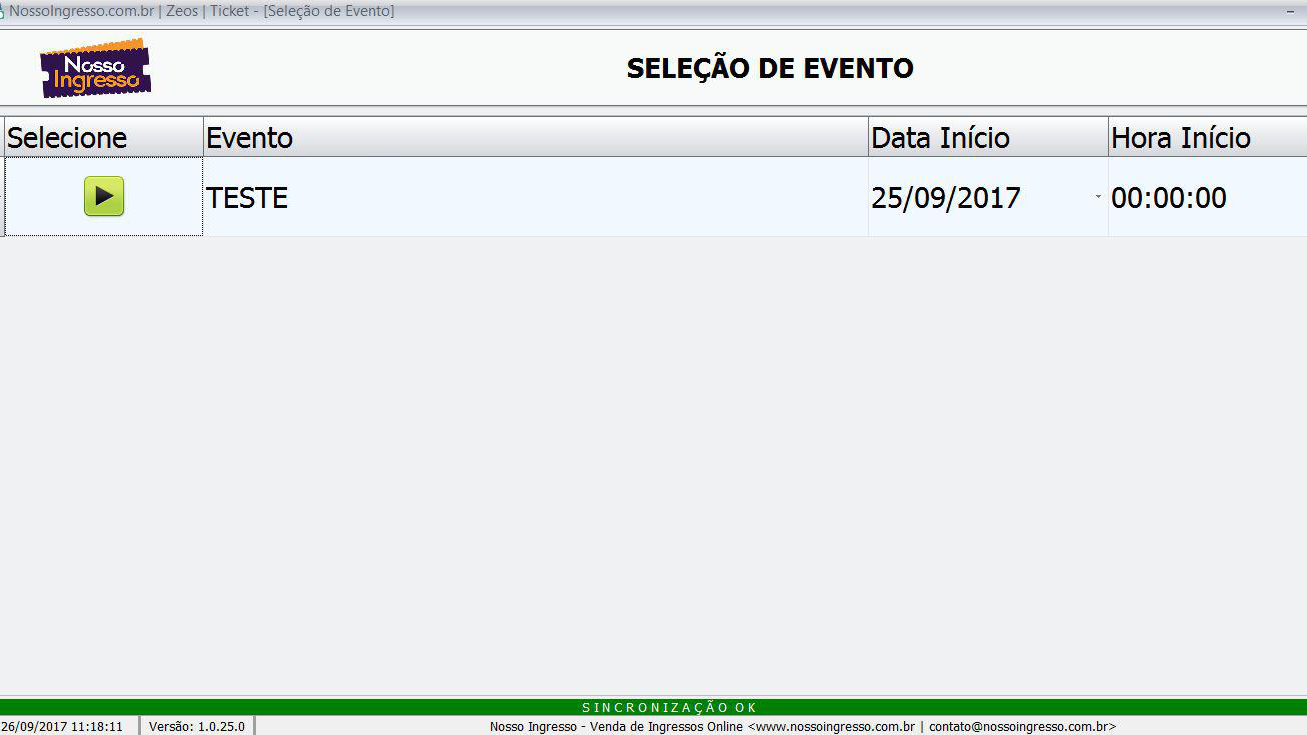 NossoIngresso.com.br | Zeos | Ticket - [Seleção de Evento]
Nosso
Ingresso
SELEÇÃO DE EVENTO
Selecione Evento Data Início Hora Início
TESTE 25/09/2017 00:00:00
SINCRONIZAÇÃO OK
26/09/2017 11:18:11 Versão: 1.0.25.0 Nosso Ingresso - Venda de Ingressos Online <www.nossoingresso.com.br | contato@nossoingresso.com.br>